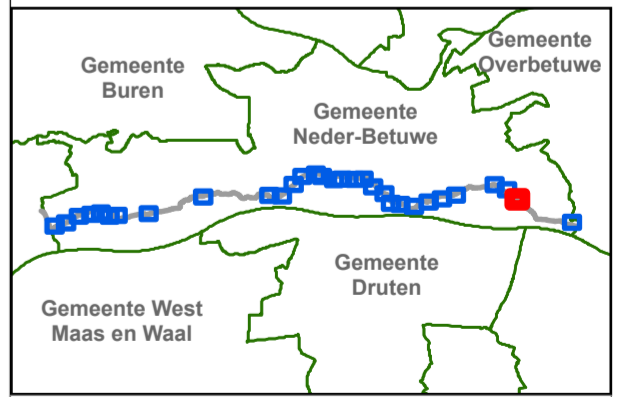 Gemeente
Overbetuwe
Gemeente
Buren
Gemeente
Neder-Betuwe
Gemeente
Druten
Gemeente West
Maas en Waal